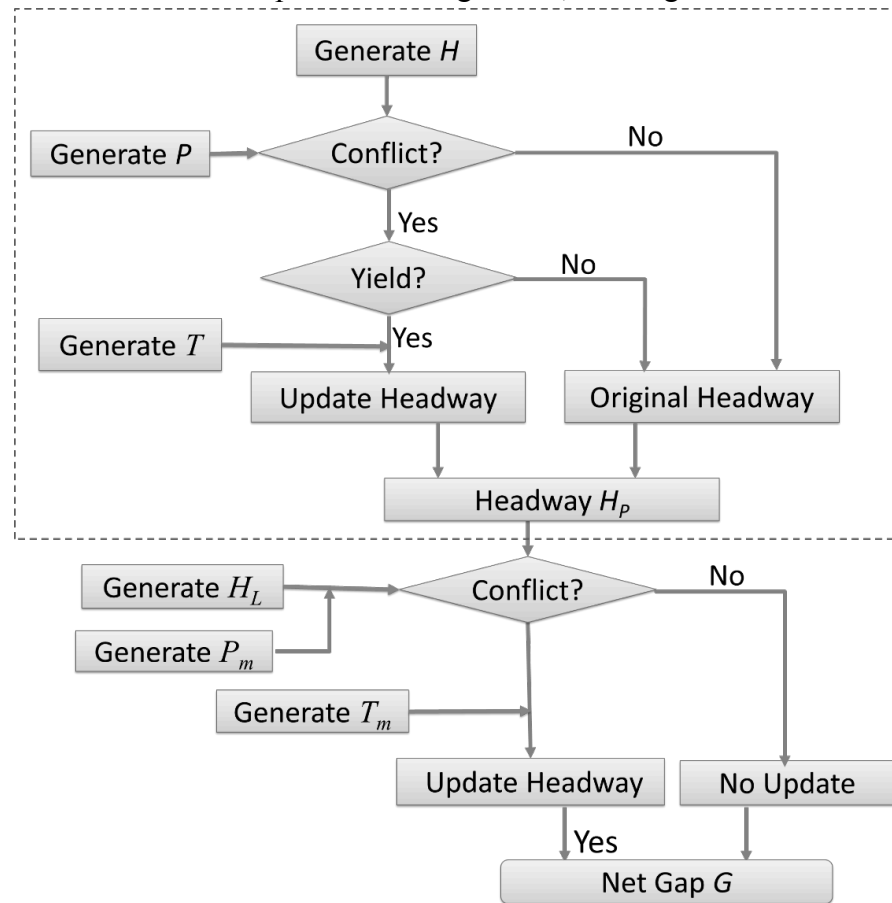 Generate H
No
Generate P
Conflict?
Yes
Yield?
No
Yes
Generate T
Update Headway
Original Headway
Headway H_P
Generate H_L
Conflict?
No
Generate P_m
Generate T_m
Update Headway
No Update
Yes
Net Gap G